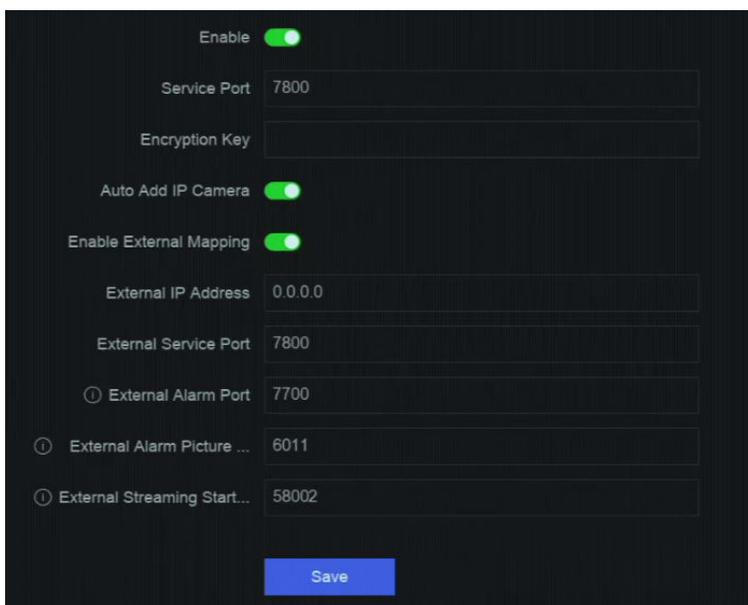 Enable
Service Port 7800
Encryption Key
Auto Add IP Camera
Enable External Mapping
External IP Address 0.0.0.0
External Service Port 7800
External Alarm Port 7700
External Alarm Picture ... 6011
External Streaming Start... 58002
Save